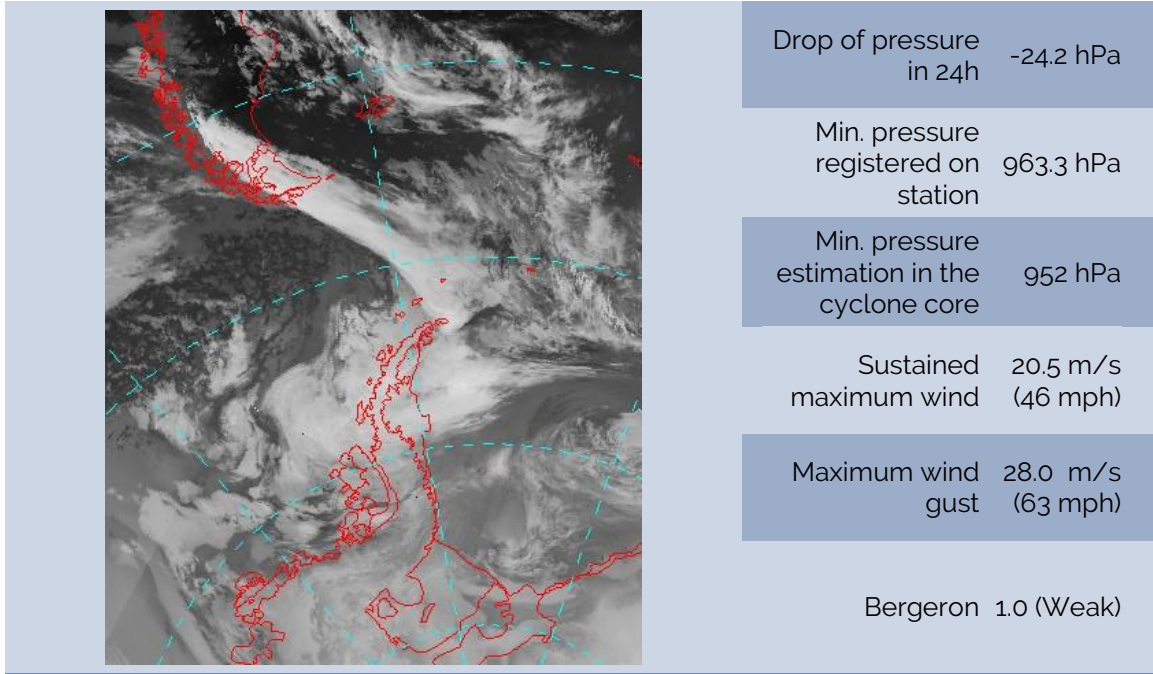 Drop of pressure
in 24h
-24.2 hPa
Min. pressure
registered on
station
963.3 hPa
Min. pressure
estimation in the
cyclone core
952 hPa
Sustained
maximum wind
20.5 m/s
(46 mph)
Maximum wind
gust
28.0 m/s
(63 mph)
Bergeron
1.0 (Weak)